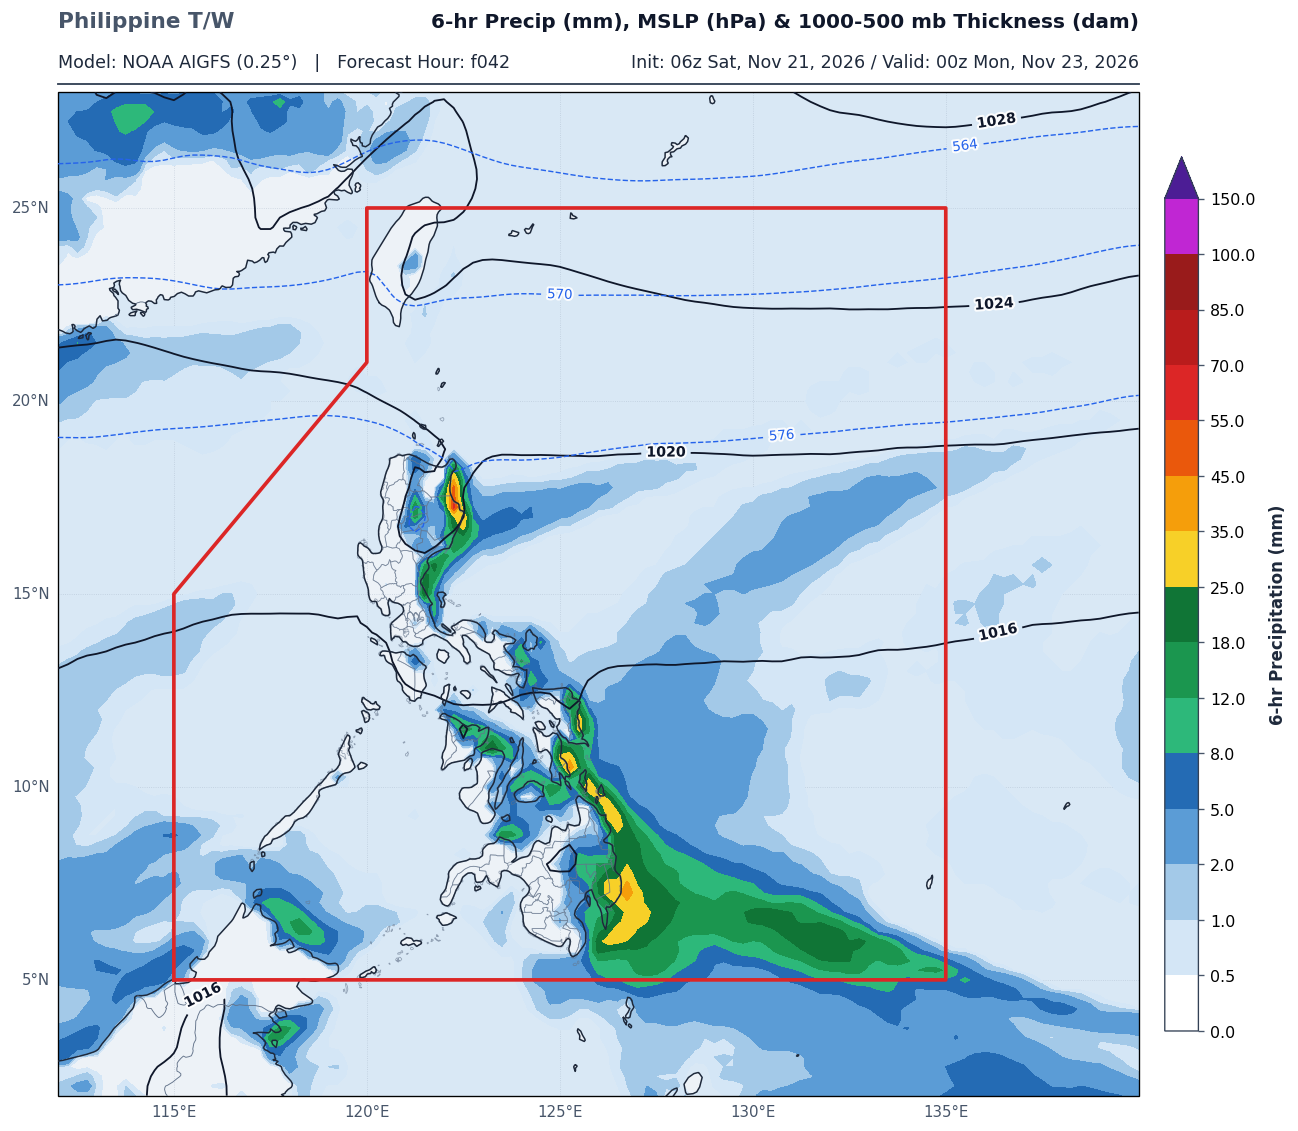 Philippine T/W
6-hr Precip (mm), MSLP (hPa) & 1000-500 mb Thickness (dam)
Model: NOAA AIGFS (0.25°) | Forecast Hour: f042
Init: 06z Sat, Nov 21, 2026 / Valid: 00z Mon, Nov 23, 2026
1028
564
25°N
570
1024
20°N
576
1020
15°N
1016
10°N
5°N
1016
115°E
120°E
125°E
130°E
135°E
150.0
100.0
85.0
70.0
55.0
45.0
35.0
25.0
18.0
12.0
8.0
5.0
2.0
1.0
0.5
0.0
6-hr Precipitation (mm)